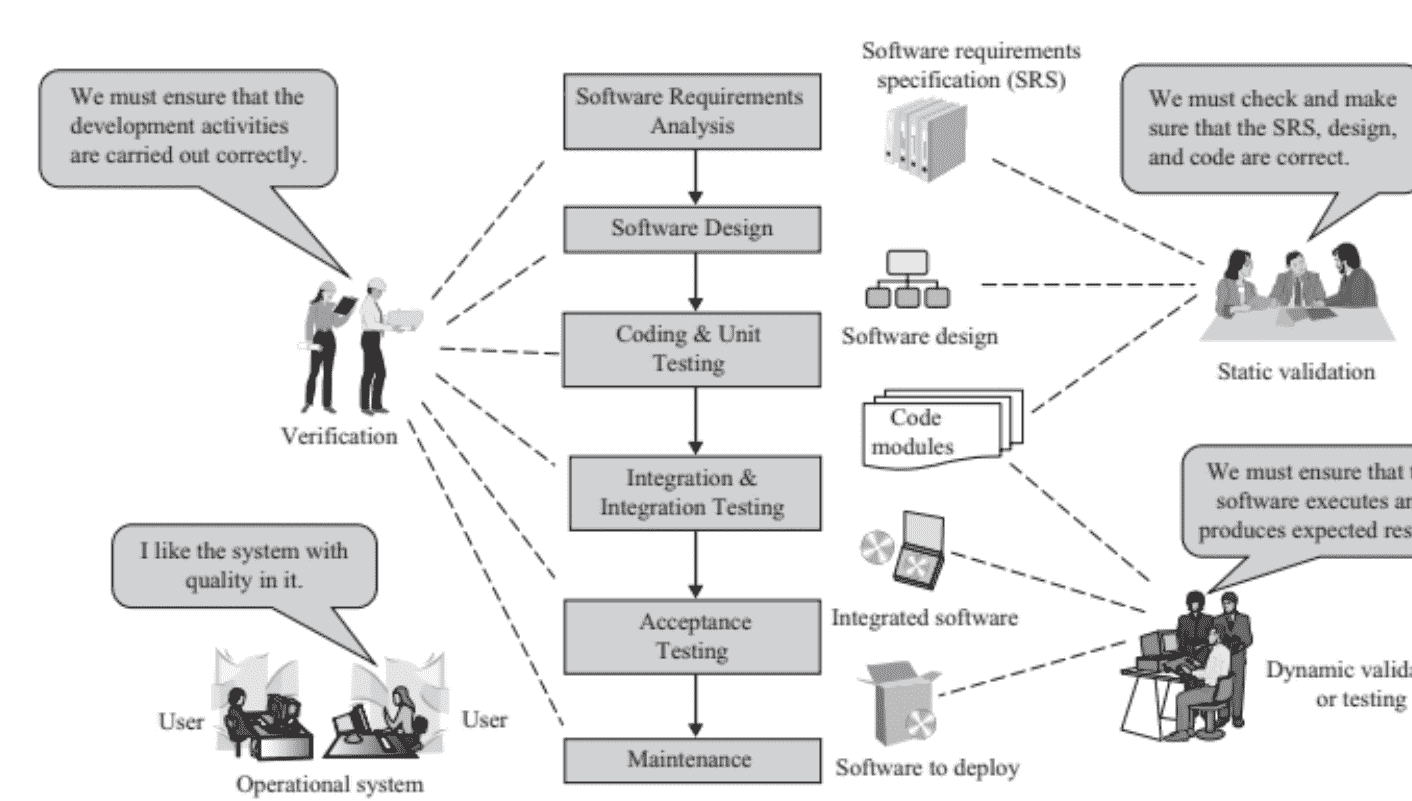 We must ensure that the
development activities
are carried out correctly.
Verification
I like the system with
quality in it.
User
User
Operational system
Software Requirements
Analysis
Software Design
Coding & Unit
Testing
Integration &
Integration Testing
Acceptance
Testing
Maintenance
Software requirements
specification (SRS)
Software design
Code
modules
Integrated software
Software to deploy
We must check and make
sure that the SRS, design,
and code are correct.
Static validation
We must ensure that
software executes
produces expected
Dynamic
or testing